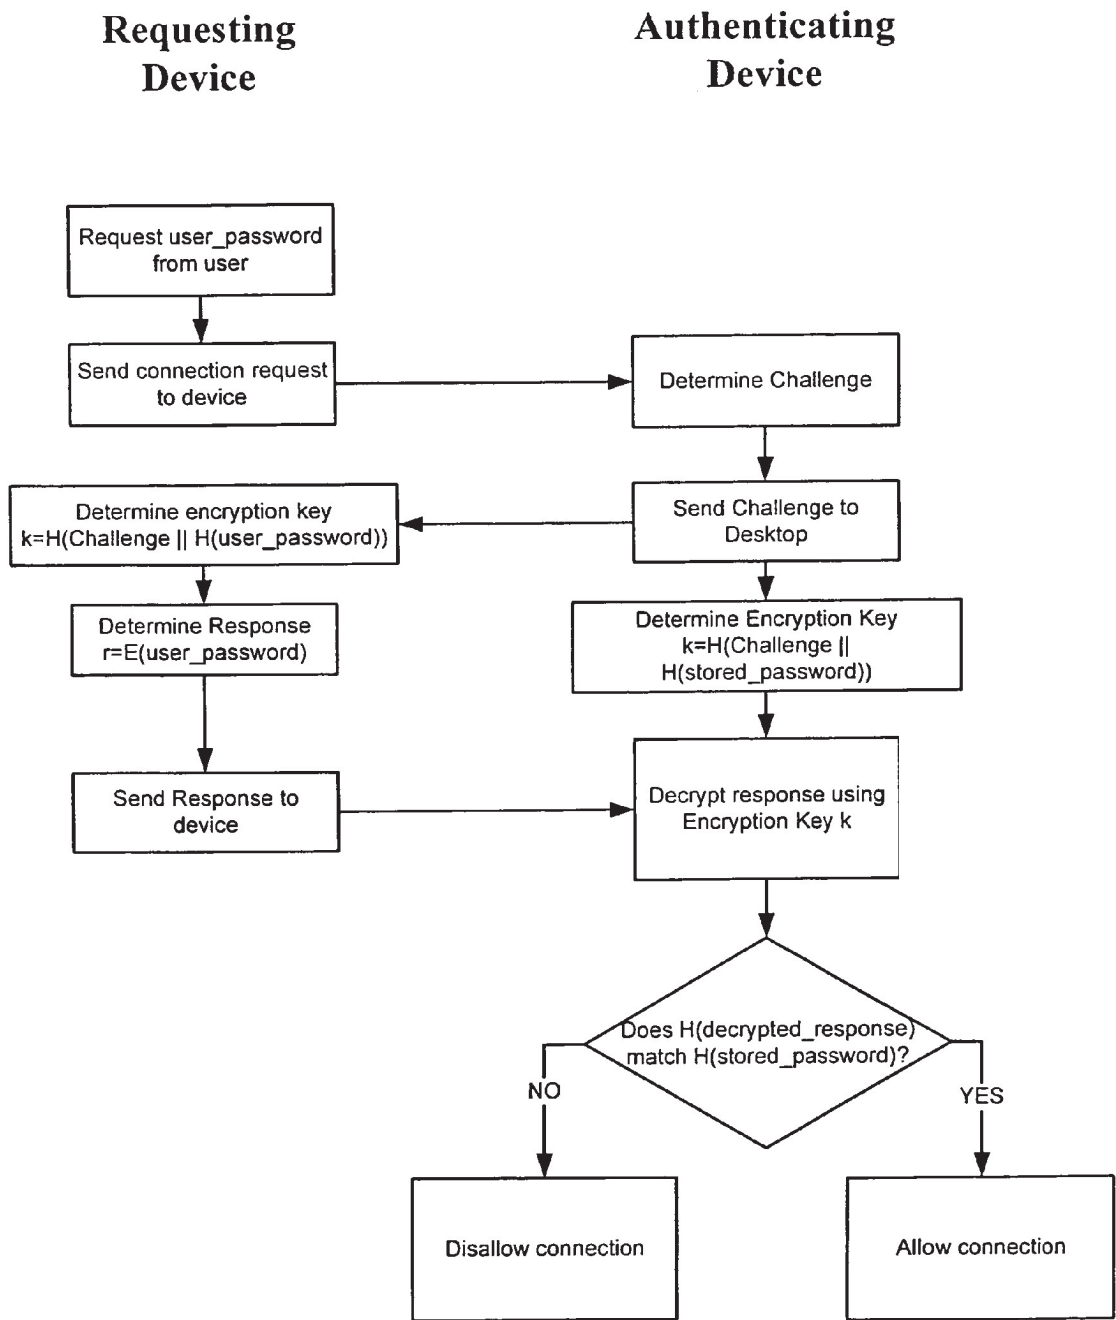 Requesting
Device
Authenticating
Device
Request user_password
from user
Send connection request
to device
Determine Challenge
Send Challenge to
Desktop
Determine encryption key
k=H(Challenge || H(user_password))
Determine Encryption Key
k=H(Challenge ||
H(stored_password))
Determine Response
r=E(user_password)
Send Response to
device
Decrypt response using
Encryption Key k
Does H(decrypted_response)
match H(stored_password)?
NO
YES
Disallow connection
Allow connection